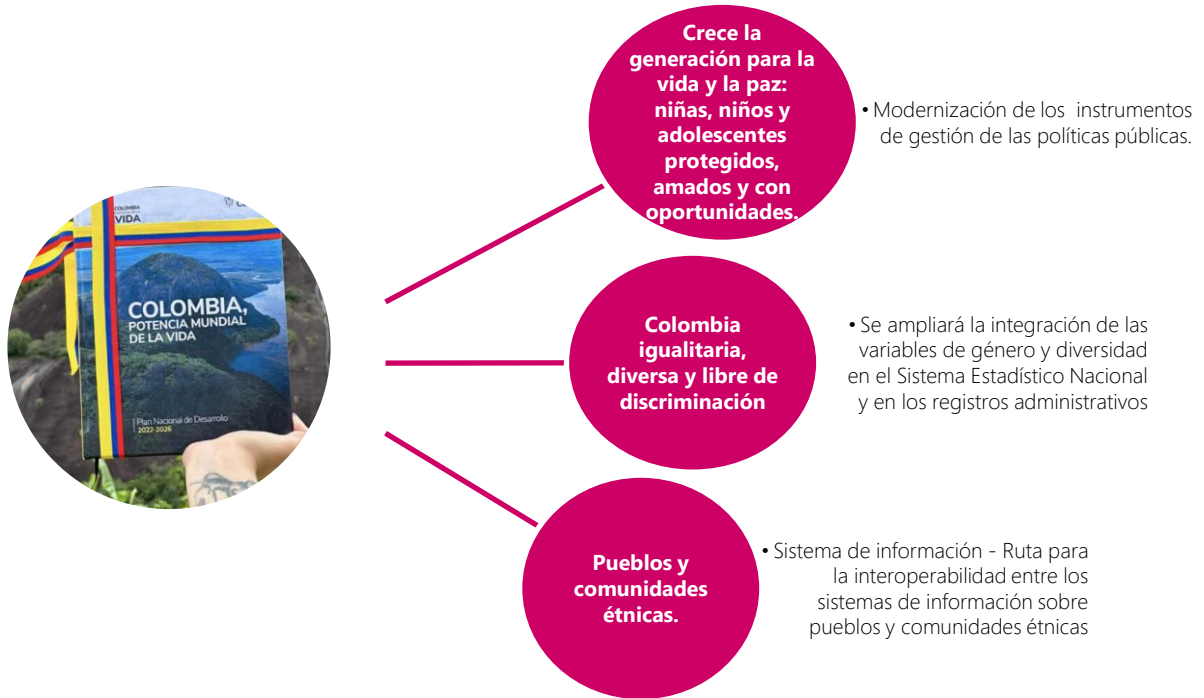 Crece la
generación para la
vida y la paz:
niñas, niños y
adolescentes
protegidos,
amados y con
oportunidades.
• Modernización de los instrumentos
de gestión de las políticas públicas.
COLOMBIA
VIDA
COLOMBIA,
POTENCIA MUNDIAL
DE LA VIDA
Plan Nacional de Desarrollo
2022-2026
Colombia
igualitaria,
diversa y libre de
discriminación
• Se ampliará la integración de las
variables de género y diversidad
en el Sistema Estadístico Nacional
y en los registros administrativos
Pueblos y
comunidades
étnicas.
• Sistema de información - Ruta para
la interoperabilidad entre los
sistemas de información sobre
pueblos y comunidades étnicas